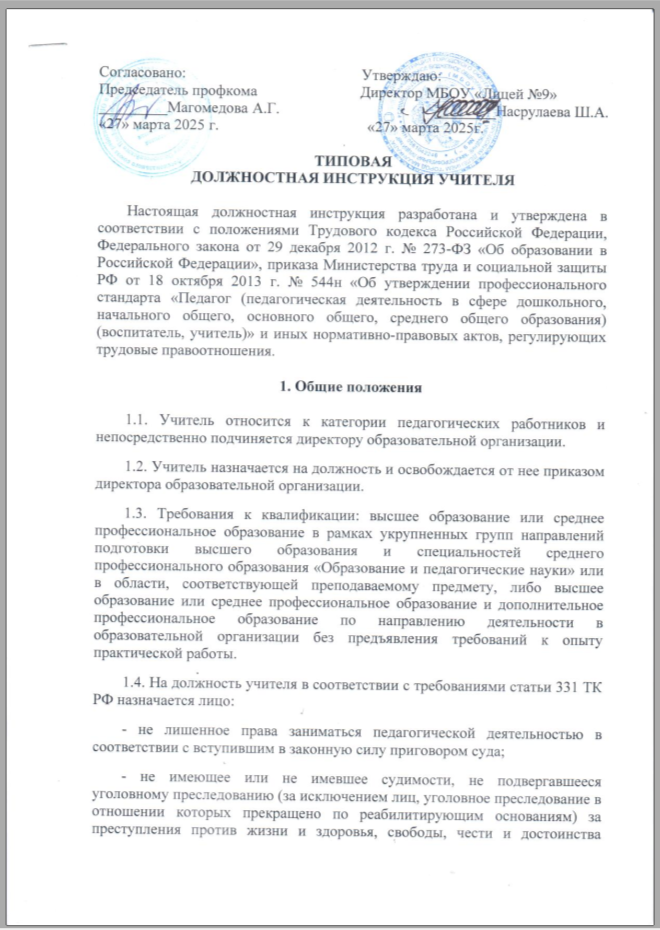 Согласовано: Утверждаю:
Председатель профкома Директор МБОУ «Лицей №9»
Магомедова А.Г. Насрулаева Ш.А.
«27» марта 2025 г. «27» марта 2025г.
ТИПОВАЯ
ДОЛЖНОСТНАЯ ИНСТРУКЦИЯ УЧИТЕЛЯ
Настоящая должностная инструкция разработана и утверждена в
соответствии с положениями Трудового кодекса Российской Федерации,
Федерального закона от 29 декабря 2012 г. № 273-ФЗ «Об образовании в
Российской Федерации», приказа Министерства труда и социальной защиты
РФ от 18 октября 2013 г. № 544н «Об утверждении профессионального
стандарта «Педагог (педагогическая деятельность в сфере дошкольного,
начального общего, основного общего, среднего общего образования)
(воспитатель, учитель)» и иных нормативно-правовых актов, регулирующих
трудовые правоотношения.
1. Общие положения
1.1. Учитель относится к категории педагогических работников и
непосредственно подчиняется директору образовательной организации.
1.2. Учитель назначается на должность и освобождается от нее приказом
директора образовательной организации.
1.3. Требования к квалификации: высшее образование или среднее
профессиональное образование в рамках укрупненных групп направлений
подготовки высшего образования и специальностей среднего
профессионального образования «Образование и педагогические науки» или
в области, соответствующей преподаваемому предмету, либо высшее
образование или среднее профессиональное образование и дополнительное
профессиональное образование по направлению деятельности в
образовательной организации без предъявления требований к опыту
практической работы.
1.4. На должность учителя в соответствии с требованиями статьи 331 ТК
РФ назначается лицо:
- не лишенное права заниматься педагогической деятельностью в
соответствии с вступившим в законную силу приговором суда;
- не имеющее или не имевшее судимости, не подвергавшееся
уголовному преследованию (за исключением лиц, уголовное преследование в
отношении которых прекращено по реабилитирующим основаниям) за
преступления против жизни и здоровья, свободы, чести и достоинства